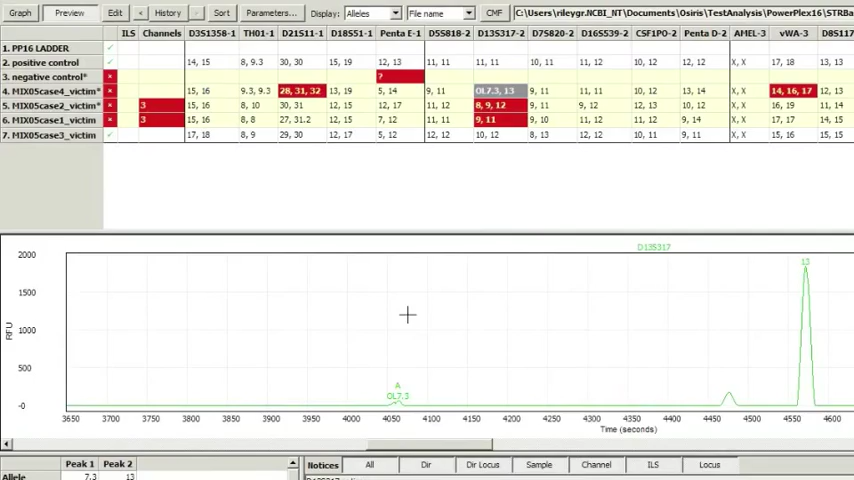 Graph Preview Edit < History > Sort Parameters... Display: Alleles File name CMF C:\Users\rileygr.NCBI_NT\Documents\Osiris\TestAnalysis\PowerPlex16\STRBa
ILS Channels D3S1358-1 TH01-1 D21S11-1 D18S51-1 Penta E-1 D5S818-2 D13S317-2 D7S820-2 D16S539-2 CSF1PO-2 Penta D-2 AMEL-3 vWA-3 D8S117
1. PP16 LADDER
2. positive control 14, 15 8, 9.3 30, 31 15, 19 12, 13 11, 11 11, 11 10, 11 11, 12 10, 12 12, 13 X, X 17, 18 12, 13
3. negative control* ?
4. MIX05case4_victim* 15, 16 9.3, 9.3 28, 31, 32 13, 19 5, 14 9, 11 OL7.3, 13 9, 11 11, 11 11, 12 13, 14 X, X 14, 16, 17 12, 13
5. MIX05case2_victim* 3 15, 16 8, 10 30, 31 12, 15 12, 17 11, 11 8, 9, 12 9, 11 9, 12 12, 13 10, 12 X, X 16, 19 11, 14
6. MIX05case1_victim 3 15, 16 8, 8 27, 31.2 12, 15 7, 12 11, 12 9, 11 9, 10 11, 12 10, 12 9, 14 X, X 17, 17 14, 15
7. MIX05case3_victim 17, 18 8, 9 29, 30 12, 17 5, 12 12, 12 10, 12 8, 13 12, 12 10, 11 9, 11 X, X 15, 16 15, 15
D13S317
2000
1500
1000
500
-0
RFU
13
A
OL7.3
3650 3700 3750 3800 3850 3900 3950 4000 4050 4100 4150 4200 4250 4300 4350 4400 4450 4500 4550 4600
Time (seconds)
Peak 1 Peak 2 Notices All Dir Dir Locus Sample Channel ILS Locus
Allele 7.3 13